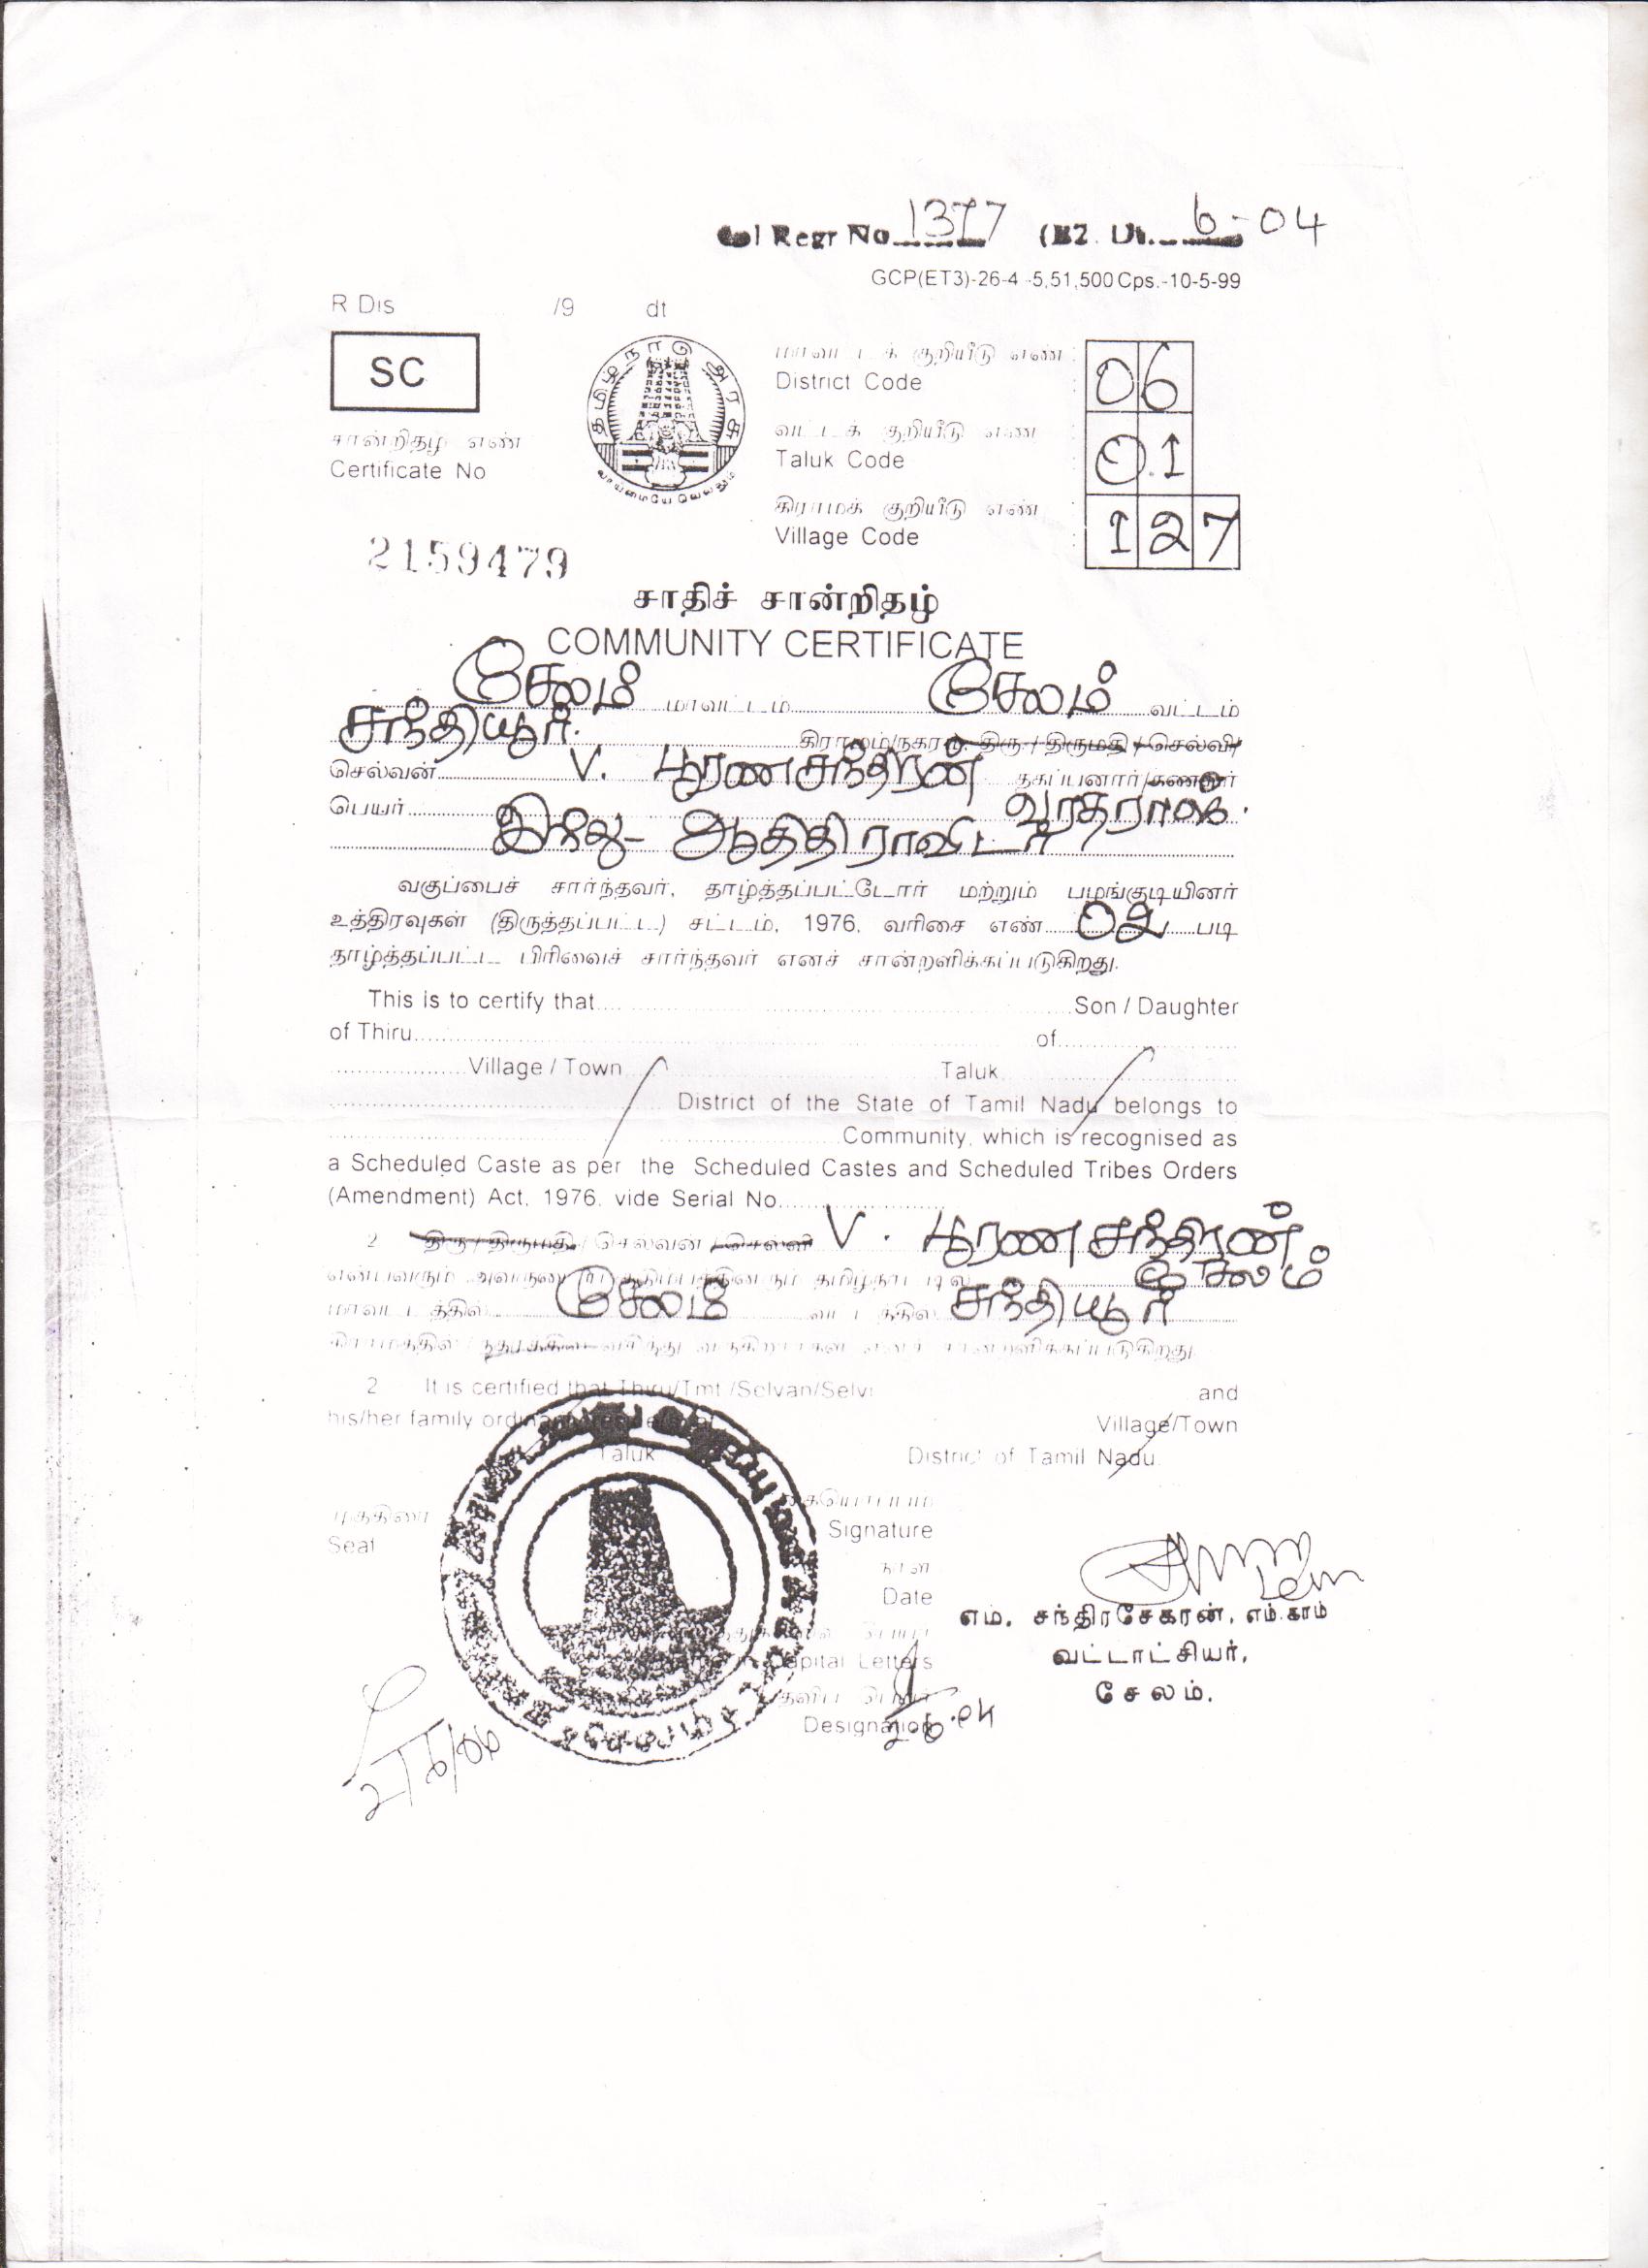 Regr No 1377 6-04
GCP(ET3)-26-4 -5,51,500 Cps.-10-5-99
R Dis /9 dt
SC
தமிழ்நாடு அரசு
வாய்மையே வெல்லும்
மாவட்டக் குறியீடு எண் :
District Code
06
வட்டக் குறியீடு எண்
Taluk Code
01
சான்றிதழ் எண்
Certificate No
கிராமக் குறியீடு எண்
Village Code :
127
2159479
சாதிச் சான்றிதழ்
COMMUNITY CERTIFICATE
சேலம் மாவட்டம் சேலம் வட்டம்
சந்தியூர். கிராமம்/நகரம், திரு / திருமதி / செல்வி/
செல்வன் V. பூரணசந்திரன் தகப்பனார்/கணவர்
பெயர் வரதராஜ்.
இந்து- ஆதிதிராவிடர்
வகுப்பைச் சார்ந்தவர், தாழ்த்தப்பட்டோர் மற்றும் பழங்குடியினர்
உத்திரவுகள் (திருத்தப்பட்ட) சட்டம், 1976, வரிசை எண் 02 படி
தாழ்த்தப்பட்ட பிரிவைச் சார்ந்தவர் எனச் சான்றளிக்கப்படுகிறது.
This is to certify that Son / Daughter
of Thiru of
Village / Town Taluk
District of the State of Tamil Nadu belongs to
Community, which is recognised as
a Scheduled Caste as per the Scheduled Castes and Scheduled Tribes Orders
(Amendment) Act, 1976, vide Serial No.
2 திரு / திருமதி / செல்வன் / செல்வி V. பூரணசந்திரன்
என்பவரும் அவருடைய குடும்பத்தினரும் தமிழ்நாட்டில் சேலம்
மாவட்டத்தில் சேலம் வட்டத்தில் சந்தியூர்
கிராமத்தில் நகரத்தில் வசித்து வருகிறார்கள் எனச் சான்றளிக்கப்படுகிறது
2 It is certified that Thiru/Tmt /Selvan/Selvi and
his/her family Village/Town
Taluk District of Tamil Nadu
முத்திரை
Seal
கையொப்பம்
Signature
நாள்
Date
எம். சந்திரசேகரன், எம்.காம்
வட்டாட்சியர்,
சேலம்.
Capital Letters
Designation
2.6.04
2/6/04